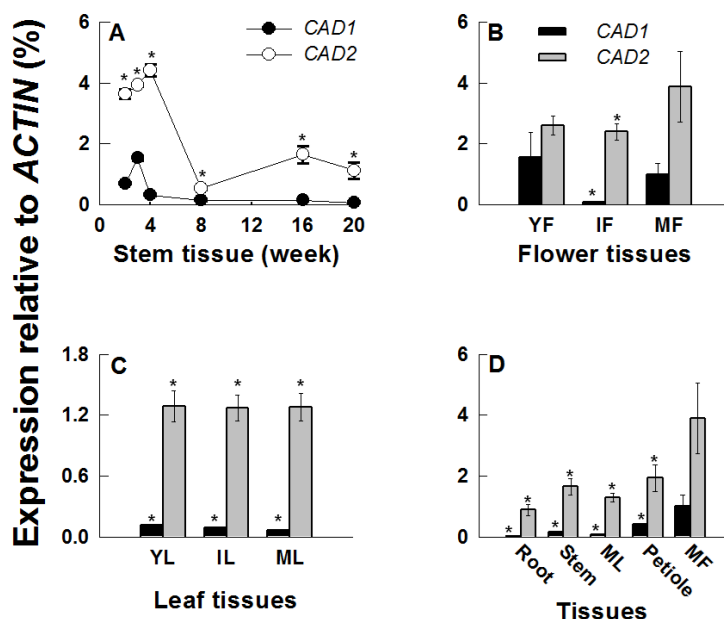 Expression relative to ACTIN (%)
A
CAD1
CAD2
6
4
2
0
* * *
*
*
*
0 4 8 12 16 20
Stem tissue (week)
B
CAD1
CAD2
6
4
2
0
*
*
YF IF MF
Flower tissues
C
1.8
1.2
0.6
0.0
* * *
* * *
YL IL ML
Leaf tissues
D
6
4
2
0
* * * *
* * * *
Root Stem ML Petiole MF
Tissues